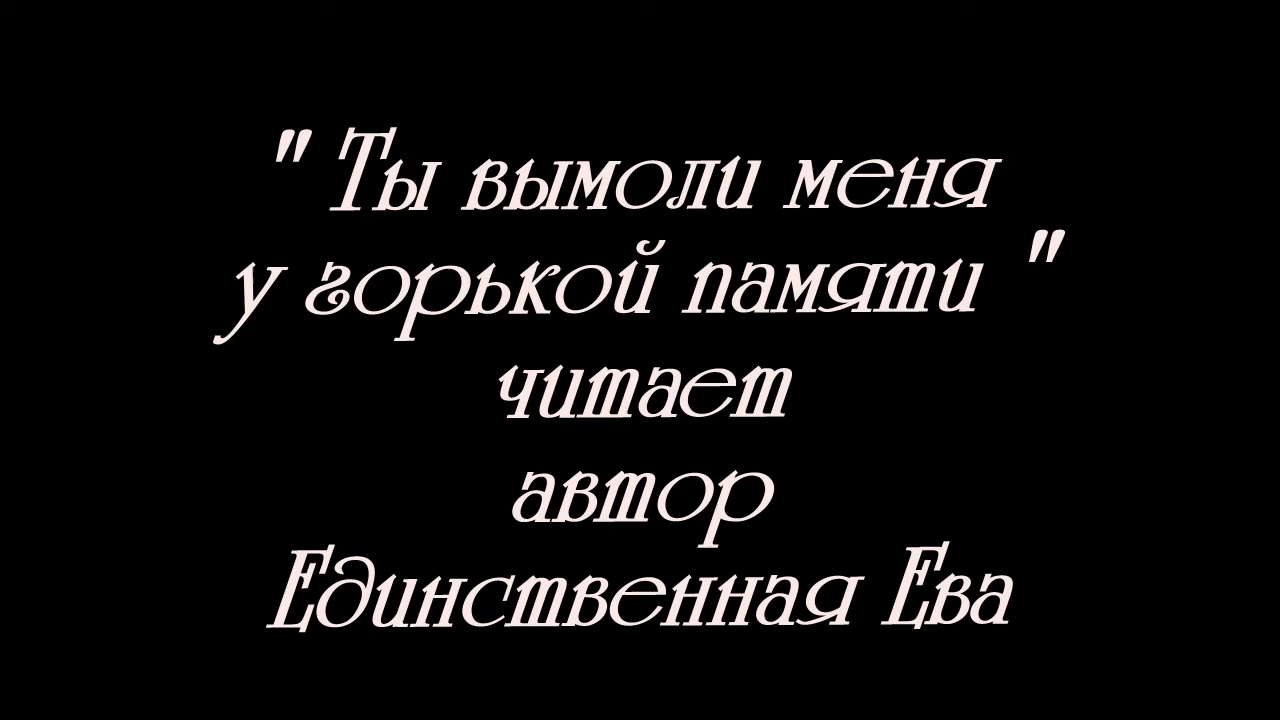 " Ты вымоли меня
у горькой памяти "
читает
автор
Единственная Ева